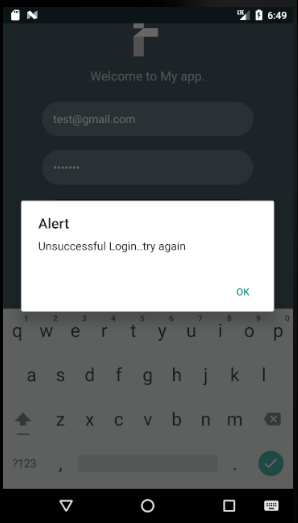 LTE 6:49
Welcome to My app.
test@gmail.com
•••••••
Alert
Unsuccessful Login..try again
OK
1 2 3 4 5 6 7 8 9 0
q w e r t y u i o p
a s d f g h j k l
z x c v b n m
?123 , .